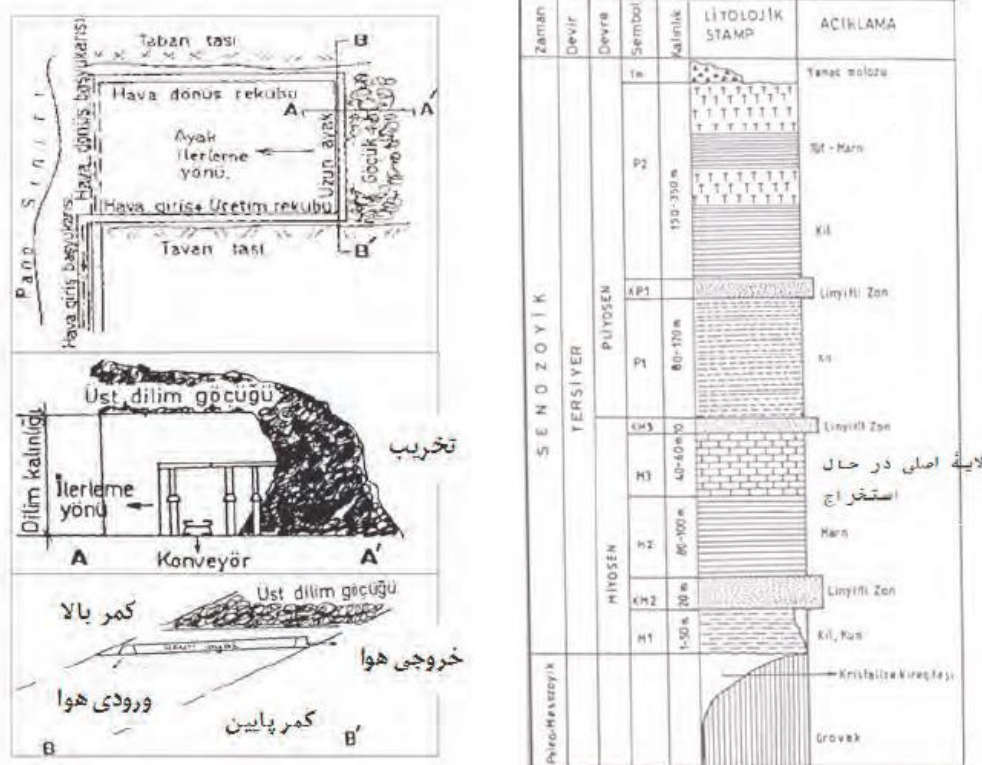 Taban taşı
B
Hava dönüş rekubu
A
A'
Pano Sınırı
Hava dönüş başyukarısı
Hava giriş başyukarısı
Ayak
ilerleme
yönü.
Uzun ayak
Göçük
Hava giriş+ Üretim rekubu
Tavan taşı
B'
Üst dilim göçüğü
تخریب
Dilim kalınlığı
İlerleme
yönü
A
Konveyör
A'
Üst dilim göçüğü
کمر بالا
خروجی هوا
ورودی هوا
کمر پایین
B
B'
Zaman
Devir
Devre
Sembol
Kalınlık
LİTOLOJİK
STAMP
AÇIKLAMA
SENOZOYİK
TERSİYER
PLİYOSEN
MİYOSEN
Yamaç molozu
P2
150-350 m
Tüf - Marn
Kil
KP1
Linyitli Zon
P1
80-120 m
Kil
KM3
10
Linyitli Zon
M3
40-60 m
لایهٔ اصلی در حال
استخراج
M2
80-100 m
Marn
KM2
20 m
Linyitli Zon
M1
1-50 m
Kil, Kum
Paleo-Mesozoyik
Kristalize kireçtaşı
Grovak